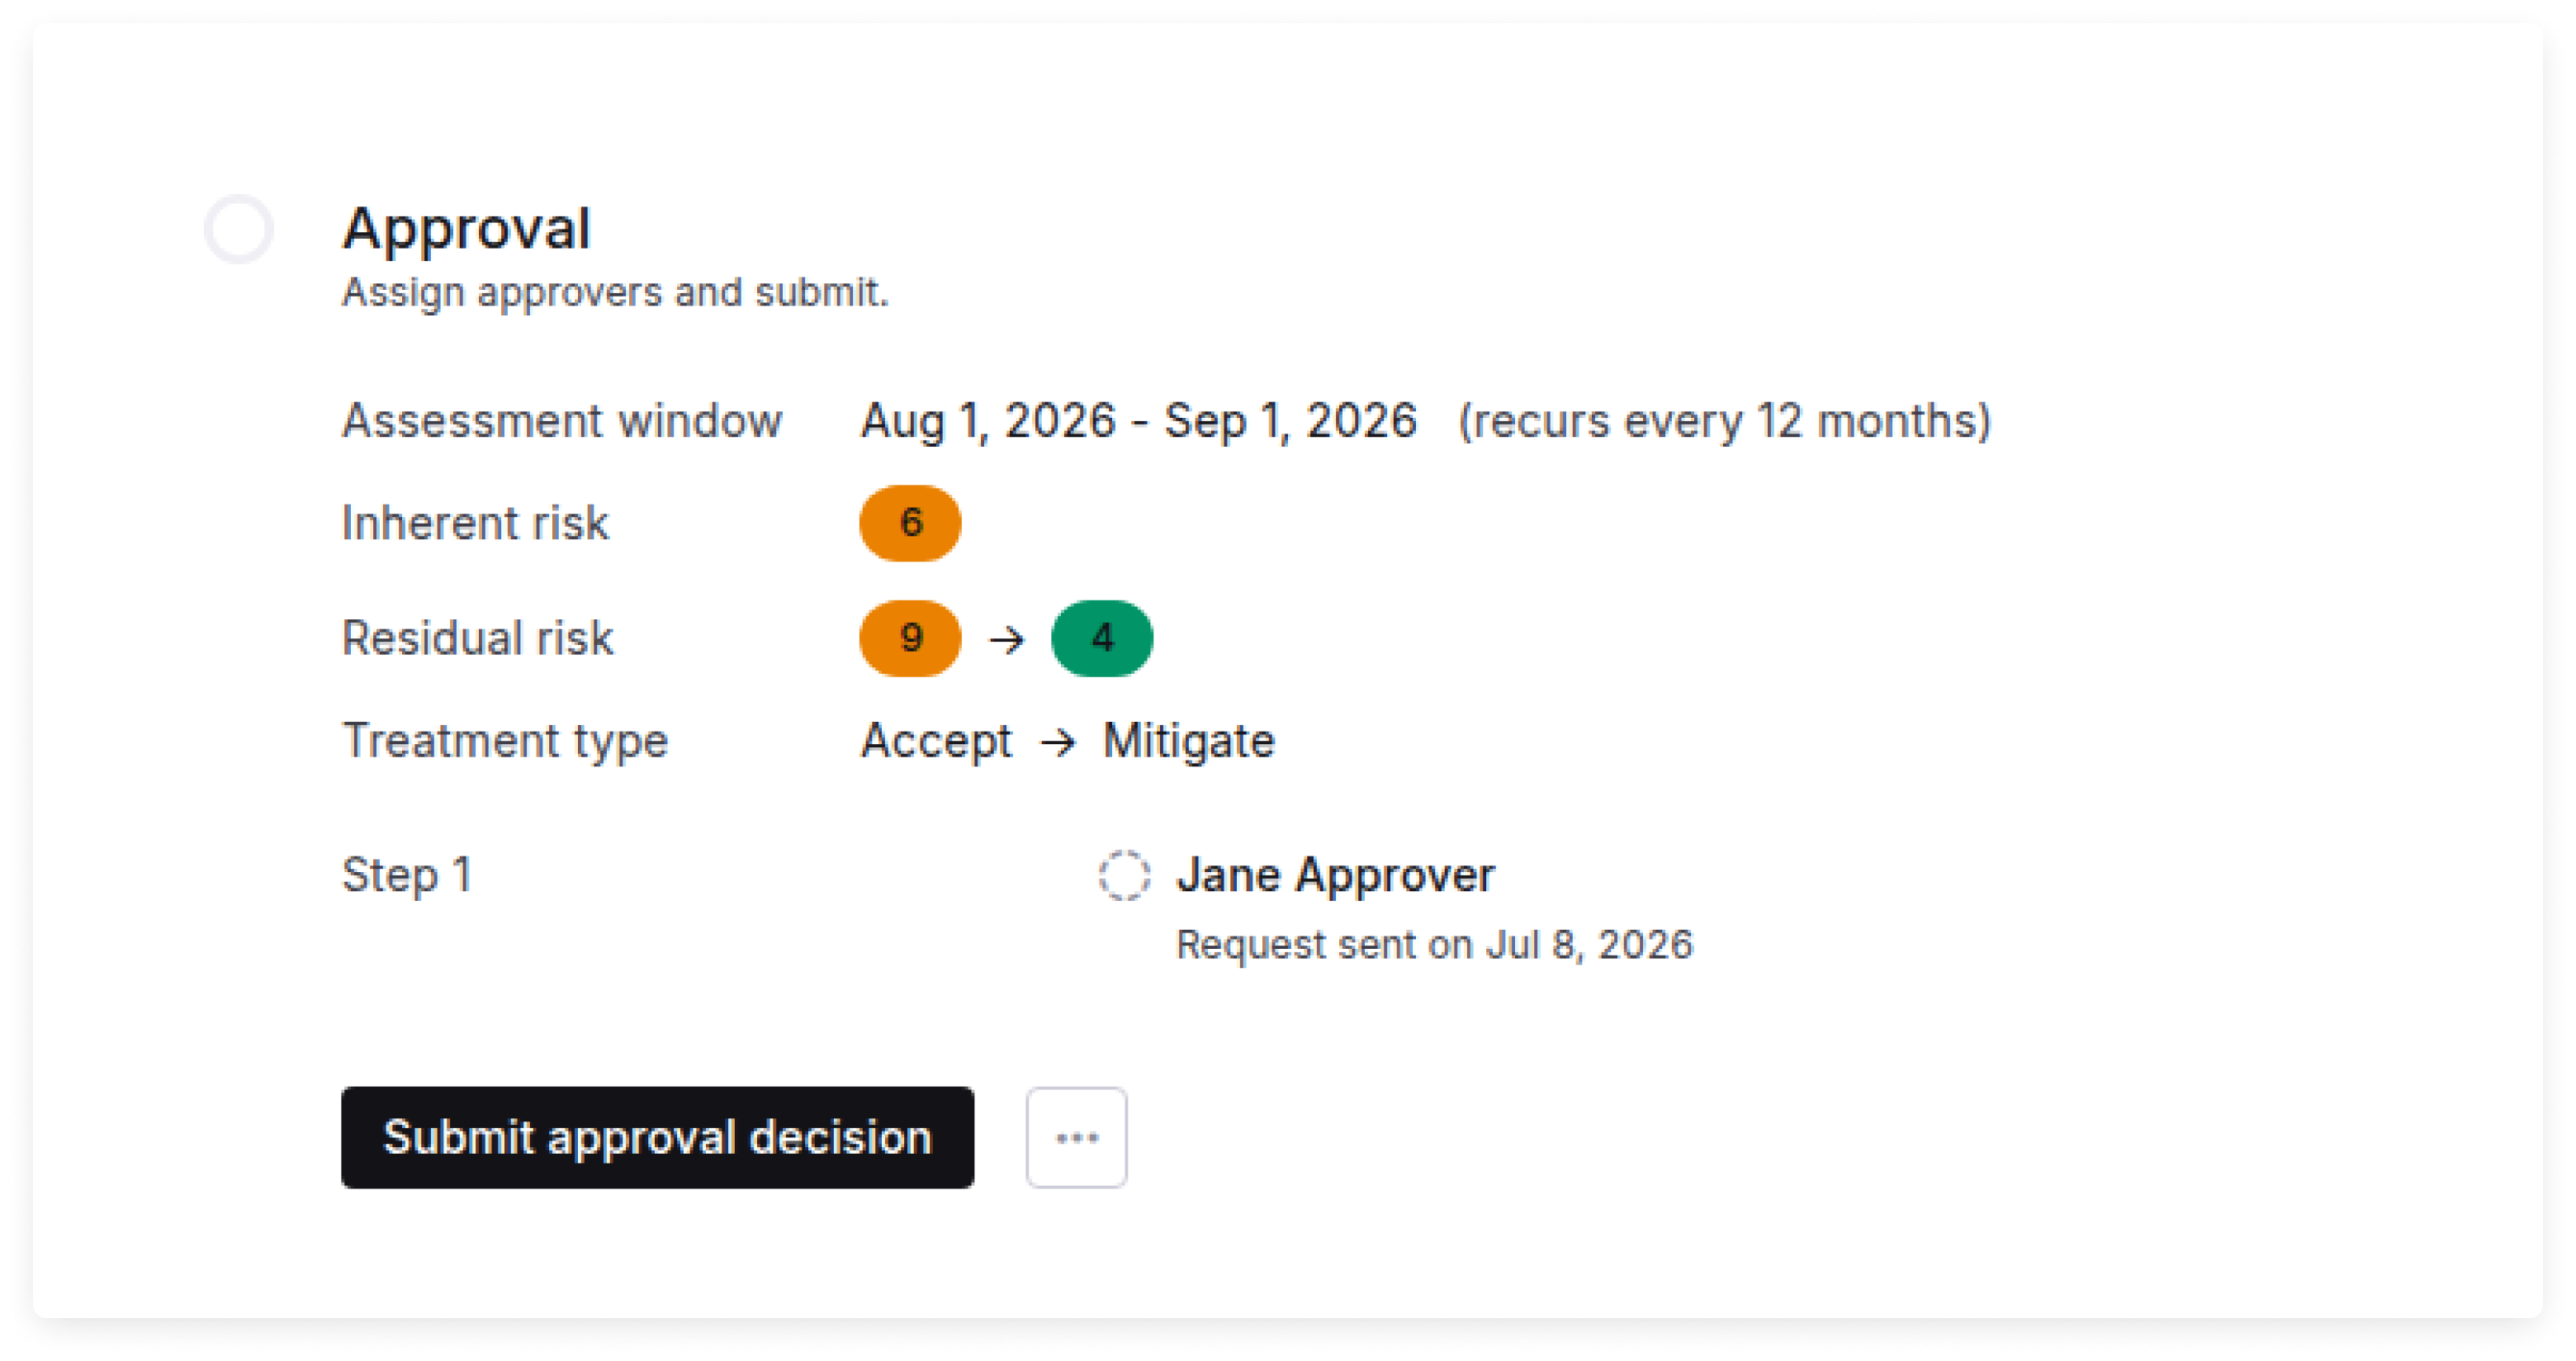 Approval
Assign approvers and submit.
Assessment window Aug 1, 2026 - Sep 1, 2026 (recurs every 12 months)
Inherent risk 6
Residual risk 9 → 4
Treatment type Accept → Mitigate
Step 1 Jane Approver
Request sent on Jul 8, 2026
Submit approval decision